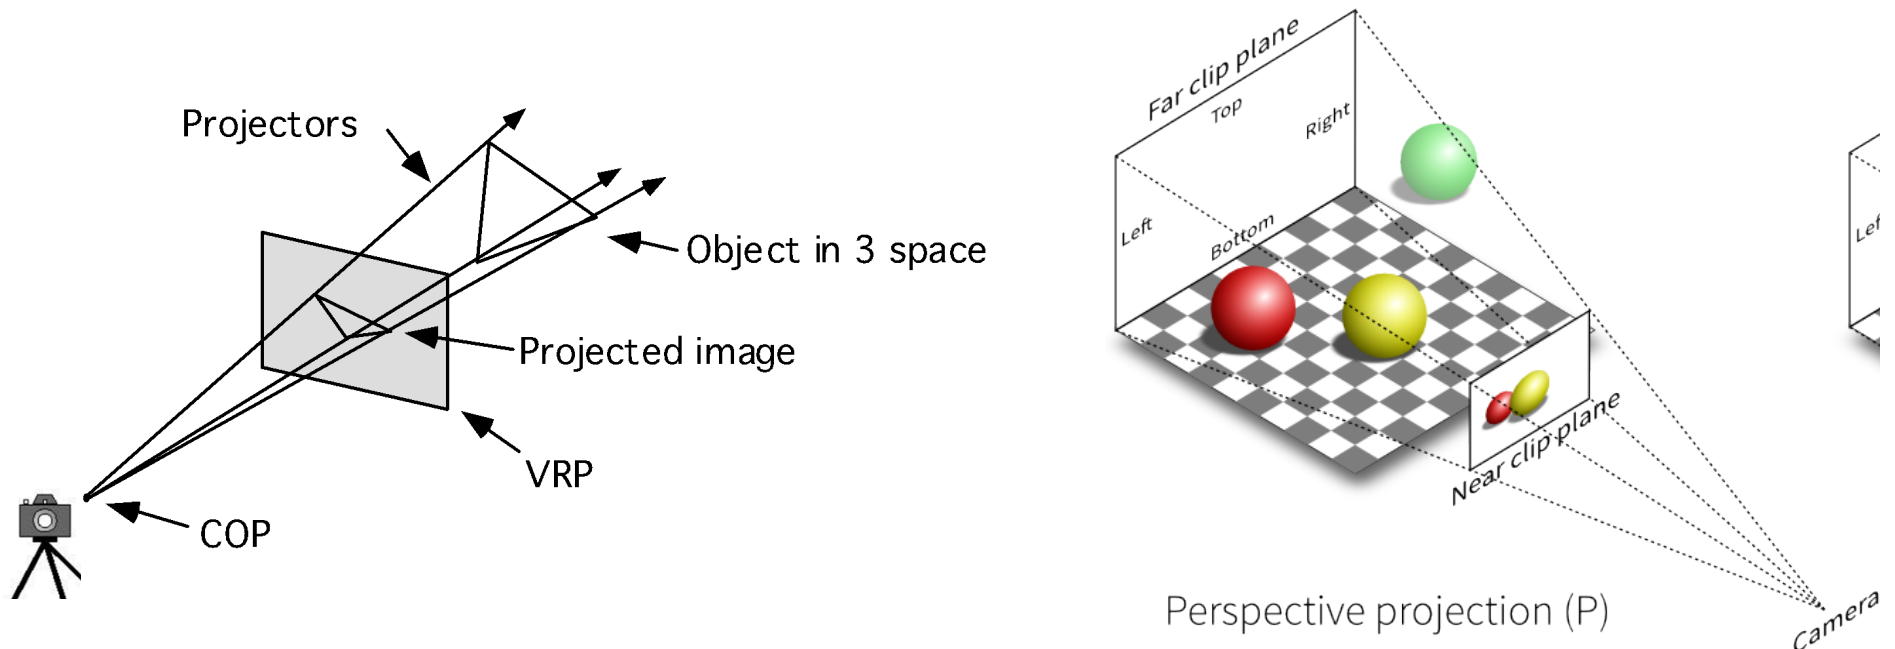 Projectors
Object in 3 space
Projected image
VRP
COP
Far clip plane
Top
Right
Left
Bottom
Near clip plane
Perspective projection (P)
Camera